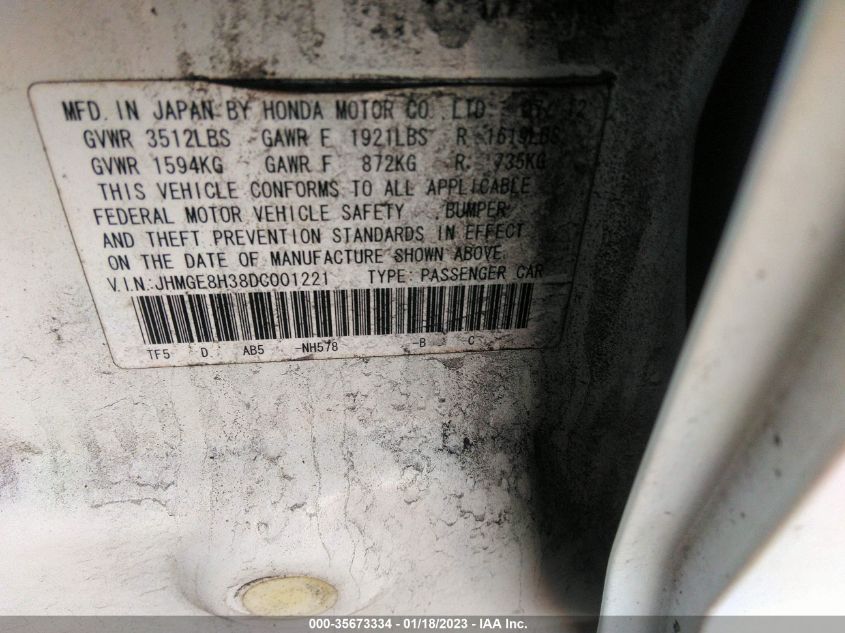 MFD. IN JAPAN BY HONDA MOTOR CO., LTD.
GVWR 3512LBS GAWR F 1921LBS R 1619LBS
GVWR 1594KG GAWR F 872KG R 735KG
THIS VEHICLE CONFORMS TO ALL APPLICABLE
FEDERAL MOTOR VEHICLE SAFETY, BUMPER
AND THEFT PREVENTION STANDARDS IN EFFECT
ON THE DATE OF MANUFACTURE SHOWN ABOVE.
V.I.N:JHMGE8H38DC001221 TYPE: PASSENGER CAR
TF5 D AB5 -NH578 -B C
000-35673334 - 01/18/2023 - IAA Inc.